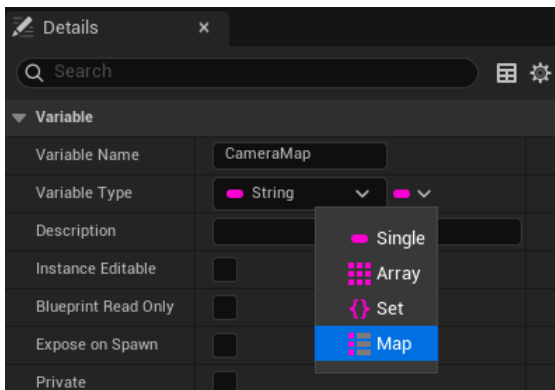 Details
Search
Variable
Variable Name CameraMap
Variable Type String
Description
Single
Instance Editable
Array
Blueprint Read Only
Set
Expose on Spawn
Map
Private